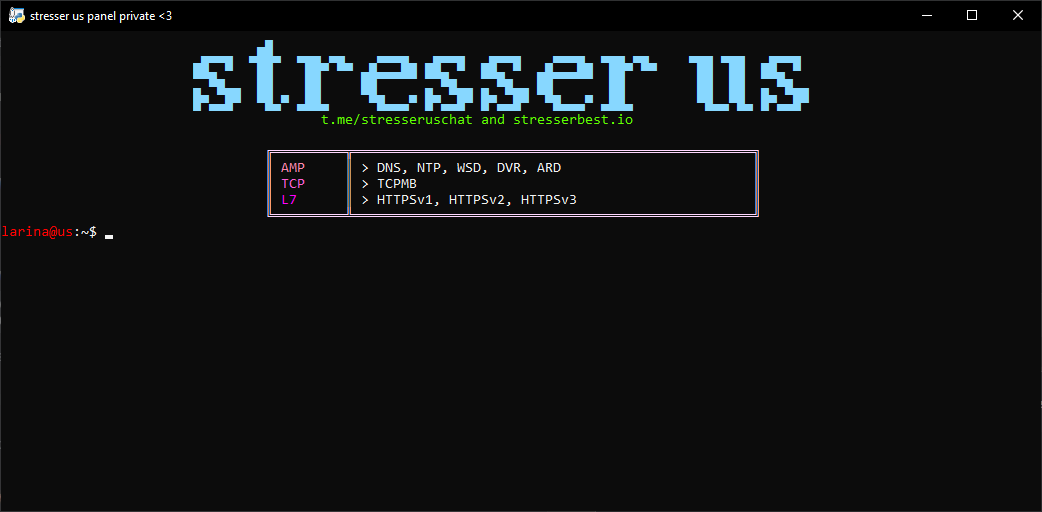 stresser us panel private <3
stresser us
t.me/stresseruschat and stresserbest.io
AMP > DNS, NTP, WSD, DVR, ARD
TCP > TCPMB
L7 > HTTPSv1, HTTPSv2, HTTPSv3
larina@us:~$